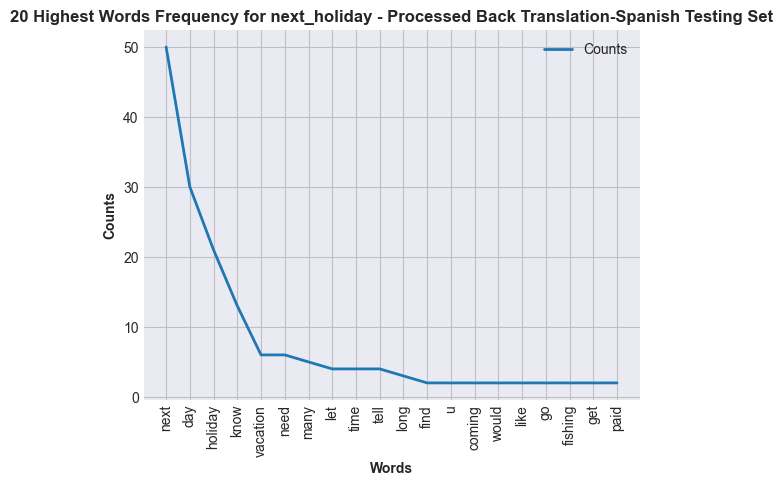 20 Highest Words Frequency for next_holiday - Processed Back Translation-Spanish Testing Set
Counts
50
40
30
20
10
0
Counts
next
day
holiday
know
vacation
need
many
let
time
tell
long
find
u
coming
would
like
go
fishing
get
paid
Words